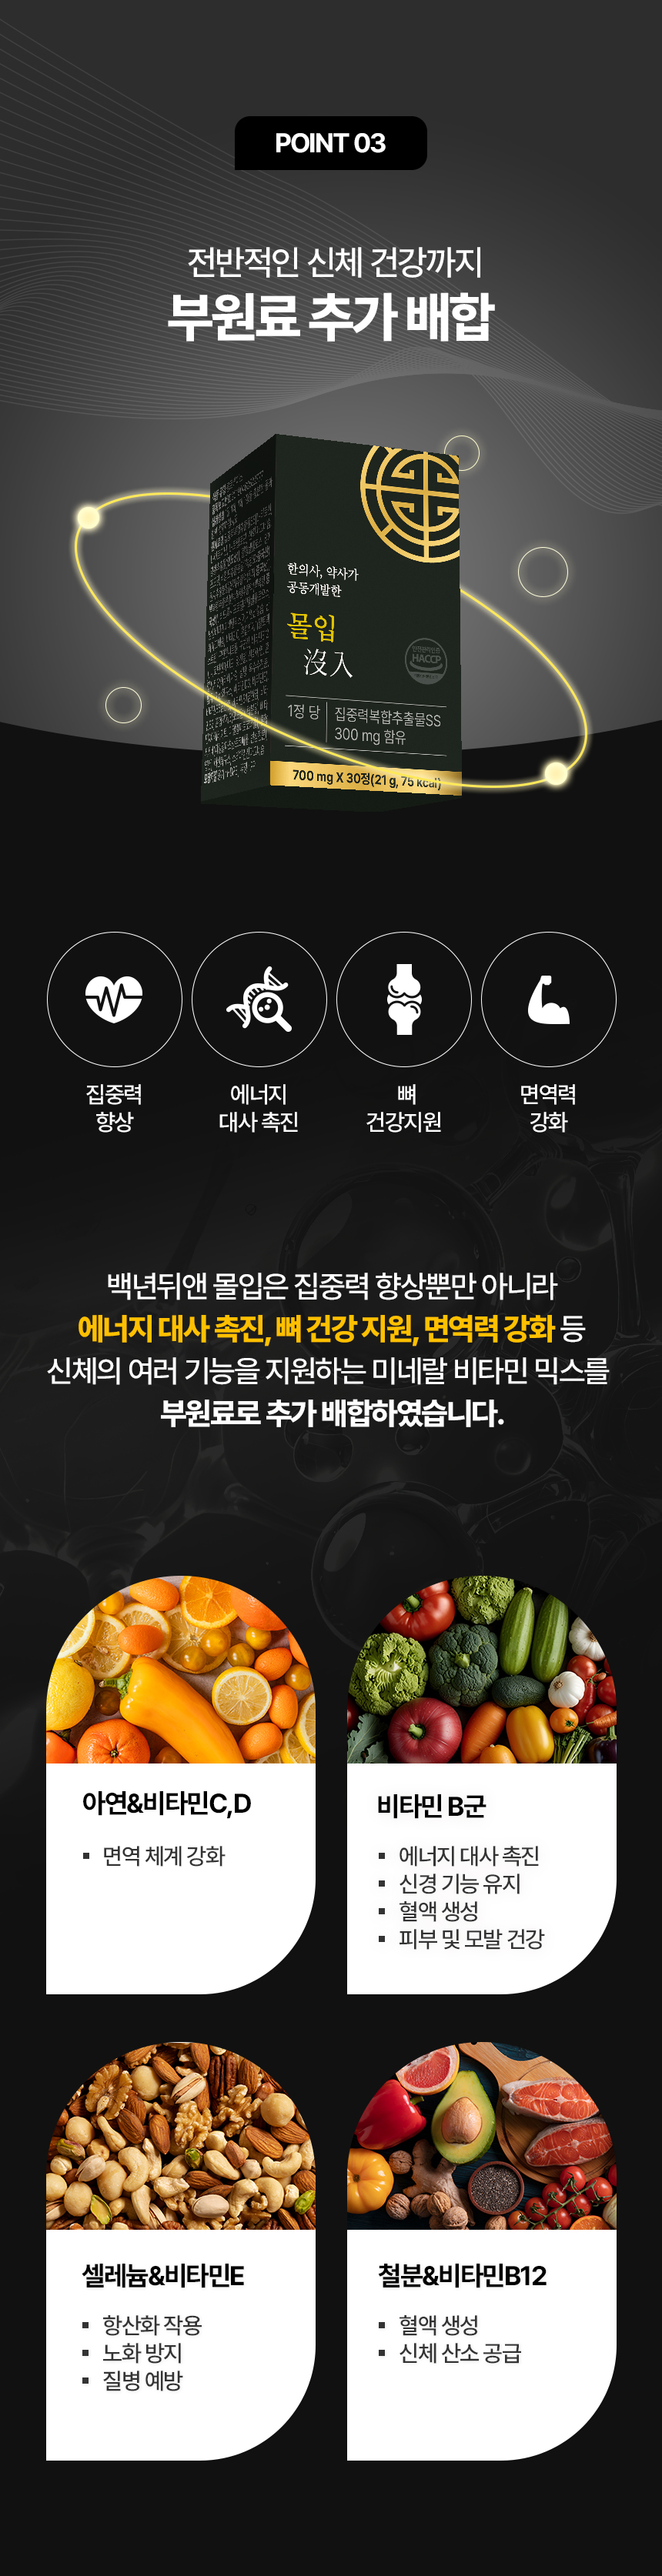 POINT 03
전반적인 신체 건강까지
부원료 추가 배합
한의사, 약사가
공동개발한
몰입
沒入
HACCP
1정 당
집중력복합추출물SS
300 mg 함유
700 mg X 30정(21 g, 75 kcal)
집중력
향상
에너지
대사 촉진
뼈
건강지원
면역력
강화
백년뒤앤 몰입은 집중력 향상뿐만 아니라
에너지 대사 촉진, 뼈 건강 지원, 면역력 강화 등
신체의 여러 기능을 지원하는 미네랄 비타민 믹스를
부원료로 추가 배합하였습니다.
아연&비타민C,D
▪ 면역 체계 강화
비타민 B군
▪ 에너지 대사 촉진
▪ 신경 기능 유지
▪ 혈액 생성
▪ 피부 및 모발 건강
셀레늄&비타민E
▪ 항산화 작용
▪ 노화 방지
▪ 질병 예방
철분&비타민B12
▪ 혈액 생성
▪ 신체 산소 공급